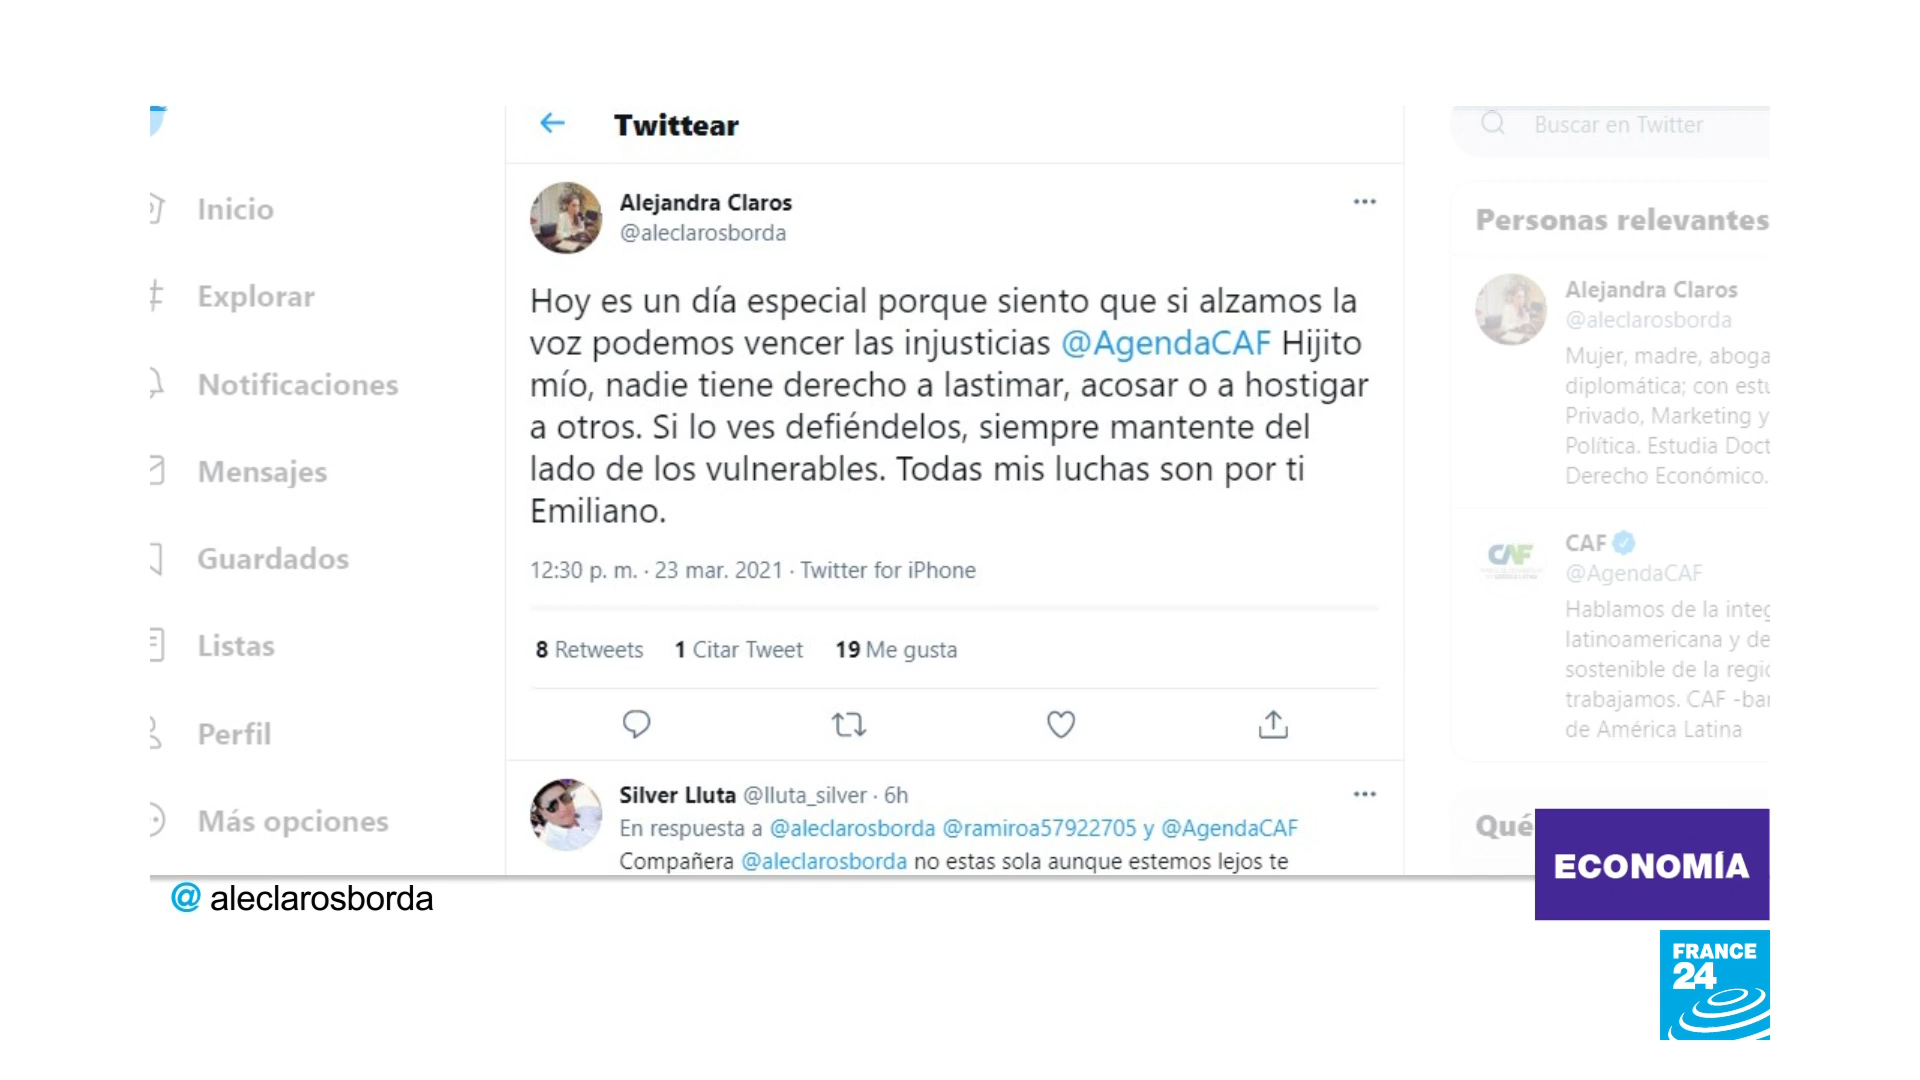 Twittear
Buscar en Twitter
Inicio
Explorar
Notificaciones
Mensajes
Guardados
Listas
Perfil
Más opciones
Alejandra Claros
@aleclarosborda
Hoy es un día especial porque siento que si alzamos la
voz podemos vencer las injusticias @AgendaCAF Hijito
mío, nadie tiene derecho a lastimar, acosar o a hostigar
a otros. Si lo ves defiéndelos, siempre mantente del
lado de los vulnerables. Todas mis luchas son por ti
Emiliano.
12:30 p. m. · 23 mar. 2021 · Twitter for iPhone
8 Retweets 1 Citar Tweet 19 Me gusta
Silver Lluta @lluta_silver · 6h
En respuesta a @aleclarosborda @ramiroa57922705 y @AgendaCAF
Compañera @aleclarosborda no estas sola aunque estemos lejos te
Personas relevantes
Alejandra Claros
@aleclarosborda
Mujer, madre, aboga
diplomática; con estu
Privado, Marketing y
Política. Estudia Doct
Derecho Económico.
CAF
CAF
@AgendaCAF
Hablamos de la integ
latinoamericana y de
sostenible de la regio
trabajamos. CAF -ban
de América Latina
Qué
ECONOMÍA
@ aleclarosborda
FRANCE
24